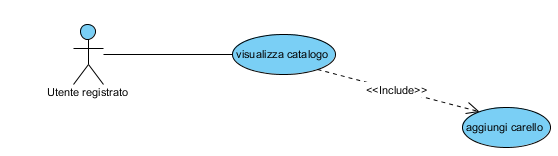 visualizza catalogo
Utente registrato
<<Include>>
aggiungi carello